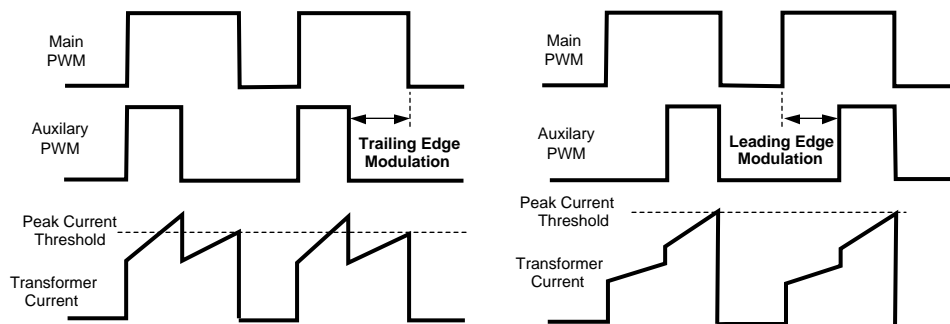 Main
PWM
Auxilary
PWM
Trailing Edge
Modulation
Peak Current
Threshold
Transformer
Current
Main
PWM
Auxilary
PWM
Leading Edge
Modulation
Peak Current
Threshold
Transformer
Current